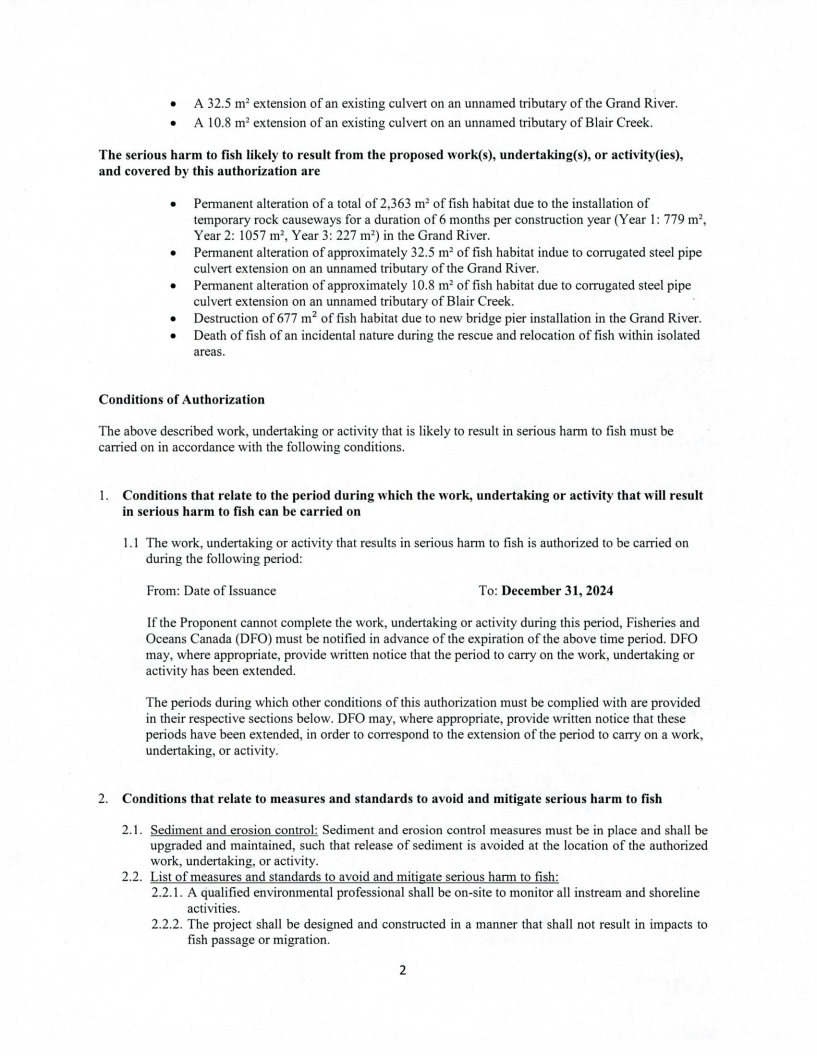 • A 32.5 m² extension of an existing culvert on an unnamed tributary of the Grand River.
• A 10.8 m² extension of an existing culvert on an unnamed tributary of Blair Creek.
The serious harm to fish likely to result from the proposed work(s), undertaking(s), or activity(ies),
and covered by this authorization are
• Permanent alteration of a total of 2,363 m² of fish habitat due to the installation of
temporary rock causeways for a duration of 6 months per construction year (Year 1: 779 m²,
Year 2: 1057 m², Year 3: 227 m²) in the Grand River.
• Permanent alteration of approximately 32.5 m² of fish habitat indue to corrugated steel pipe
culvert extension on an unnamed tributary of the Grand River.
• Permanent alteration of approximately 10.8 m² of fish habitat due to corrugated steel pipe
culvert extension on an unnamed tributary of Blair Creek.
• Destruction of 677 m² of fish habitat due to new bridge pier installation in the Grand River.
• Death of fish of an incidental nature during the rescue and relocation of fish within isolated
areas.
Conditions of Authorization
The above described work, undertaking or activity that is likely to result in serious harm to fish must be
carried on in accordance with the following conditions.
1. Conditions that relate to the period during which the work, undertaking or activity that will result
in serious harm to fish can be carried on
1.1 The work, undertaking or activity that results in serious harm to fish is authorized to be carried on
during the following period:
From: Date of Issuance To: December 31, 2024
If the Proponent cannot complete the work, undertaking or activity during this period, Fisheries and
Oceans Canada (DFO) must be notified in advance of the expiration of the above time period. DFO
may, where appropriate, provide written notice that the period to carry on the work, undertaking or
activity has been extended.
The periods during which other conditions of this authorization must be complied with are provided
in their respective sections below. DFO may, where appropriate, provide written notice that these
periods have been extended, in order to correspond to the extension of the period to carry on a work,
undertaking, or activity.
2. Conditions that relate to measures and standards to avoid and mitigate serious harm to fish
2.1. Sediment and erosion control: Sediment and erosion control measures must be in place and shall be
upgraded and maintained, such that release of sediment is avoided at the location of the authorized
work, undertaking, or activity.
2.2. List of measures and standards to avoid and mitigate serious harm to fish:
2.2.1. A qualified environmental professional shall be on-site to monitor all instream and shoreline
activities.
2.2.2. The project shall be designed and constructed in a manner that shall not result in impacts to
fish passage or migration.
2